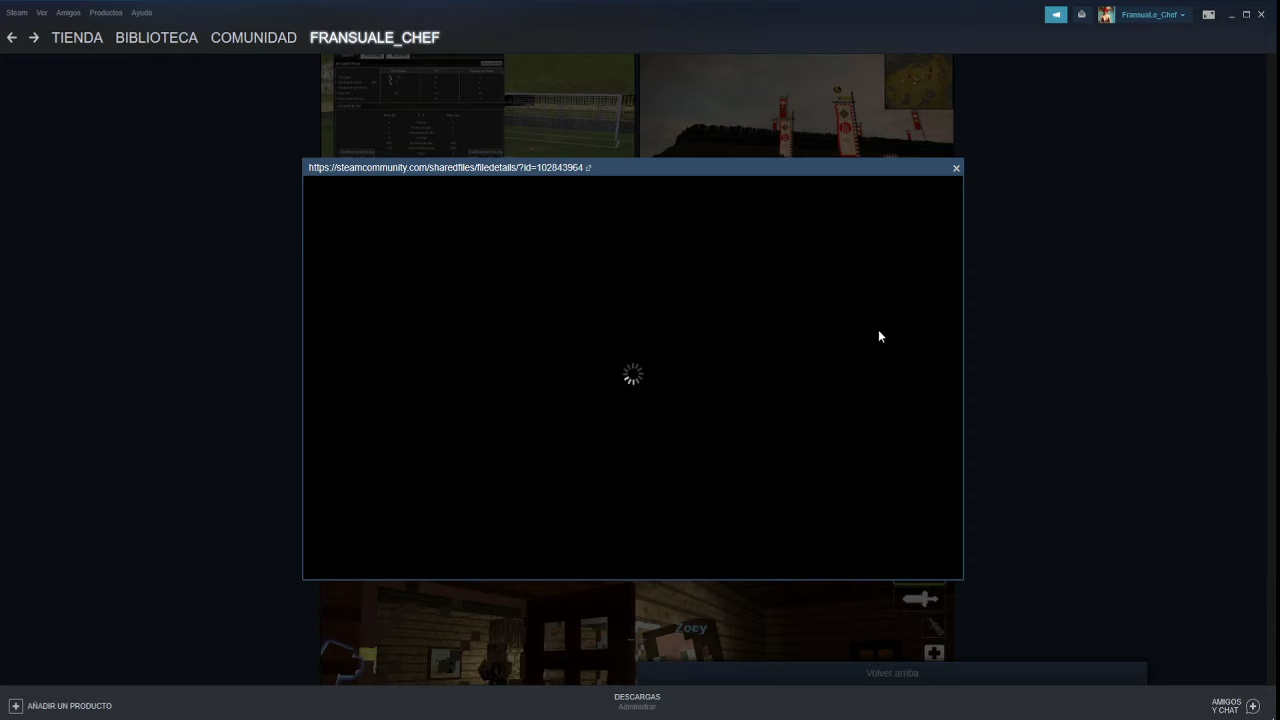 Steam Ver Amigos Productos Ayuda
Fransuale_Chef
TIENDA BIBLIOTECA COMUNIDAD FRANSUALE_CHEF
https://steamcommunity.com/sharedfiles/filedetails/?id=102843964
Zoey
Volver arriba
AÑADIR UN PRODUCTO
DESCARGAS
Administrar
AMIGOS
Y CHAT